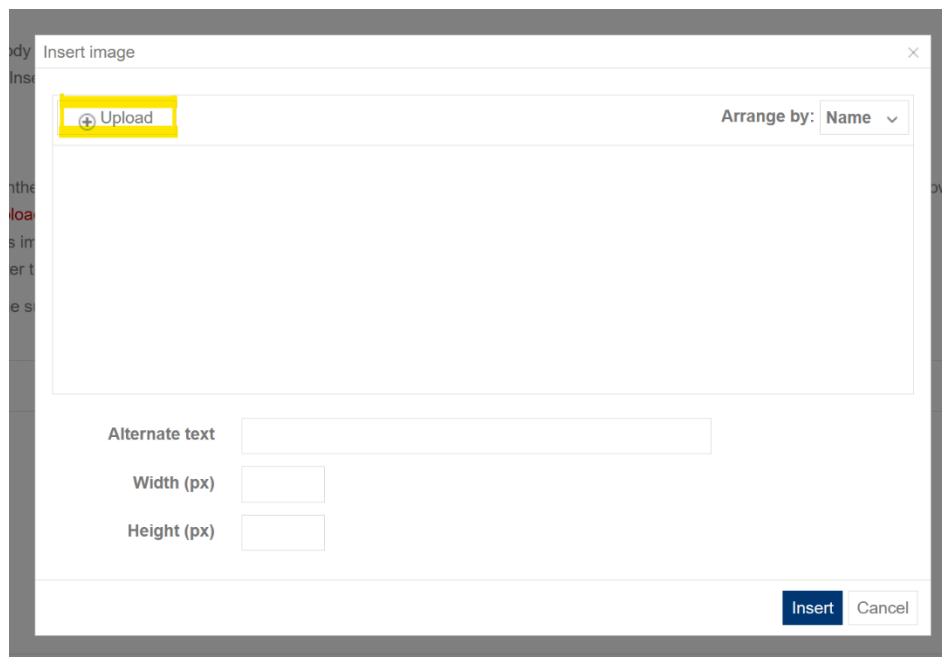 Insert image
Upload
Arrange by: Name
Alternate text
Width (px)
Height (px)
Insert Cancel